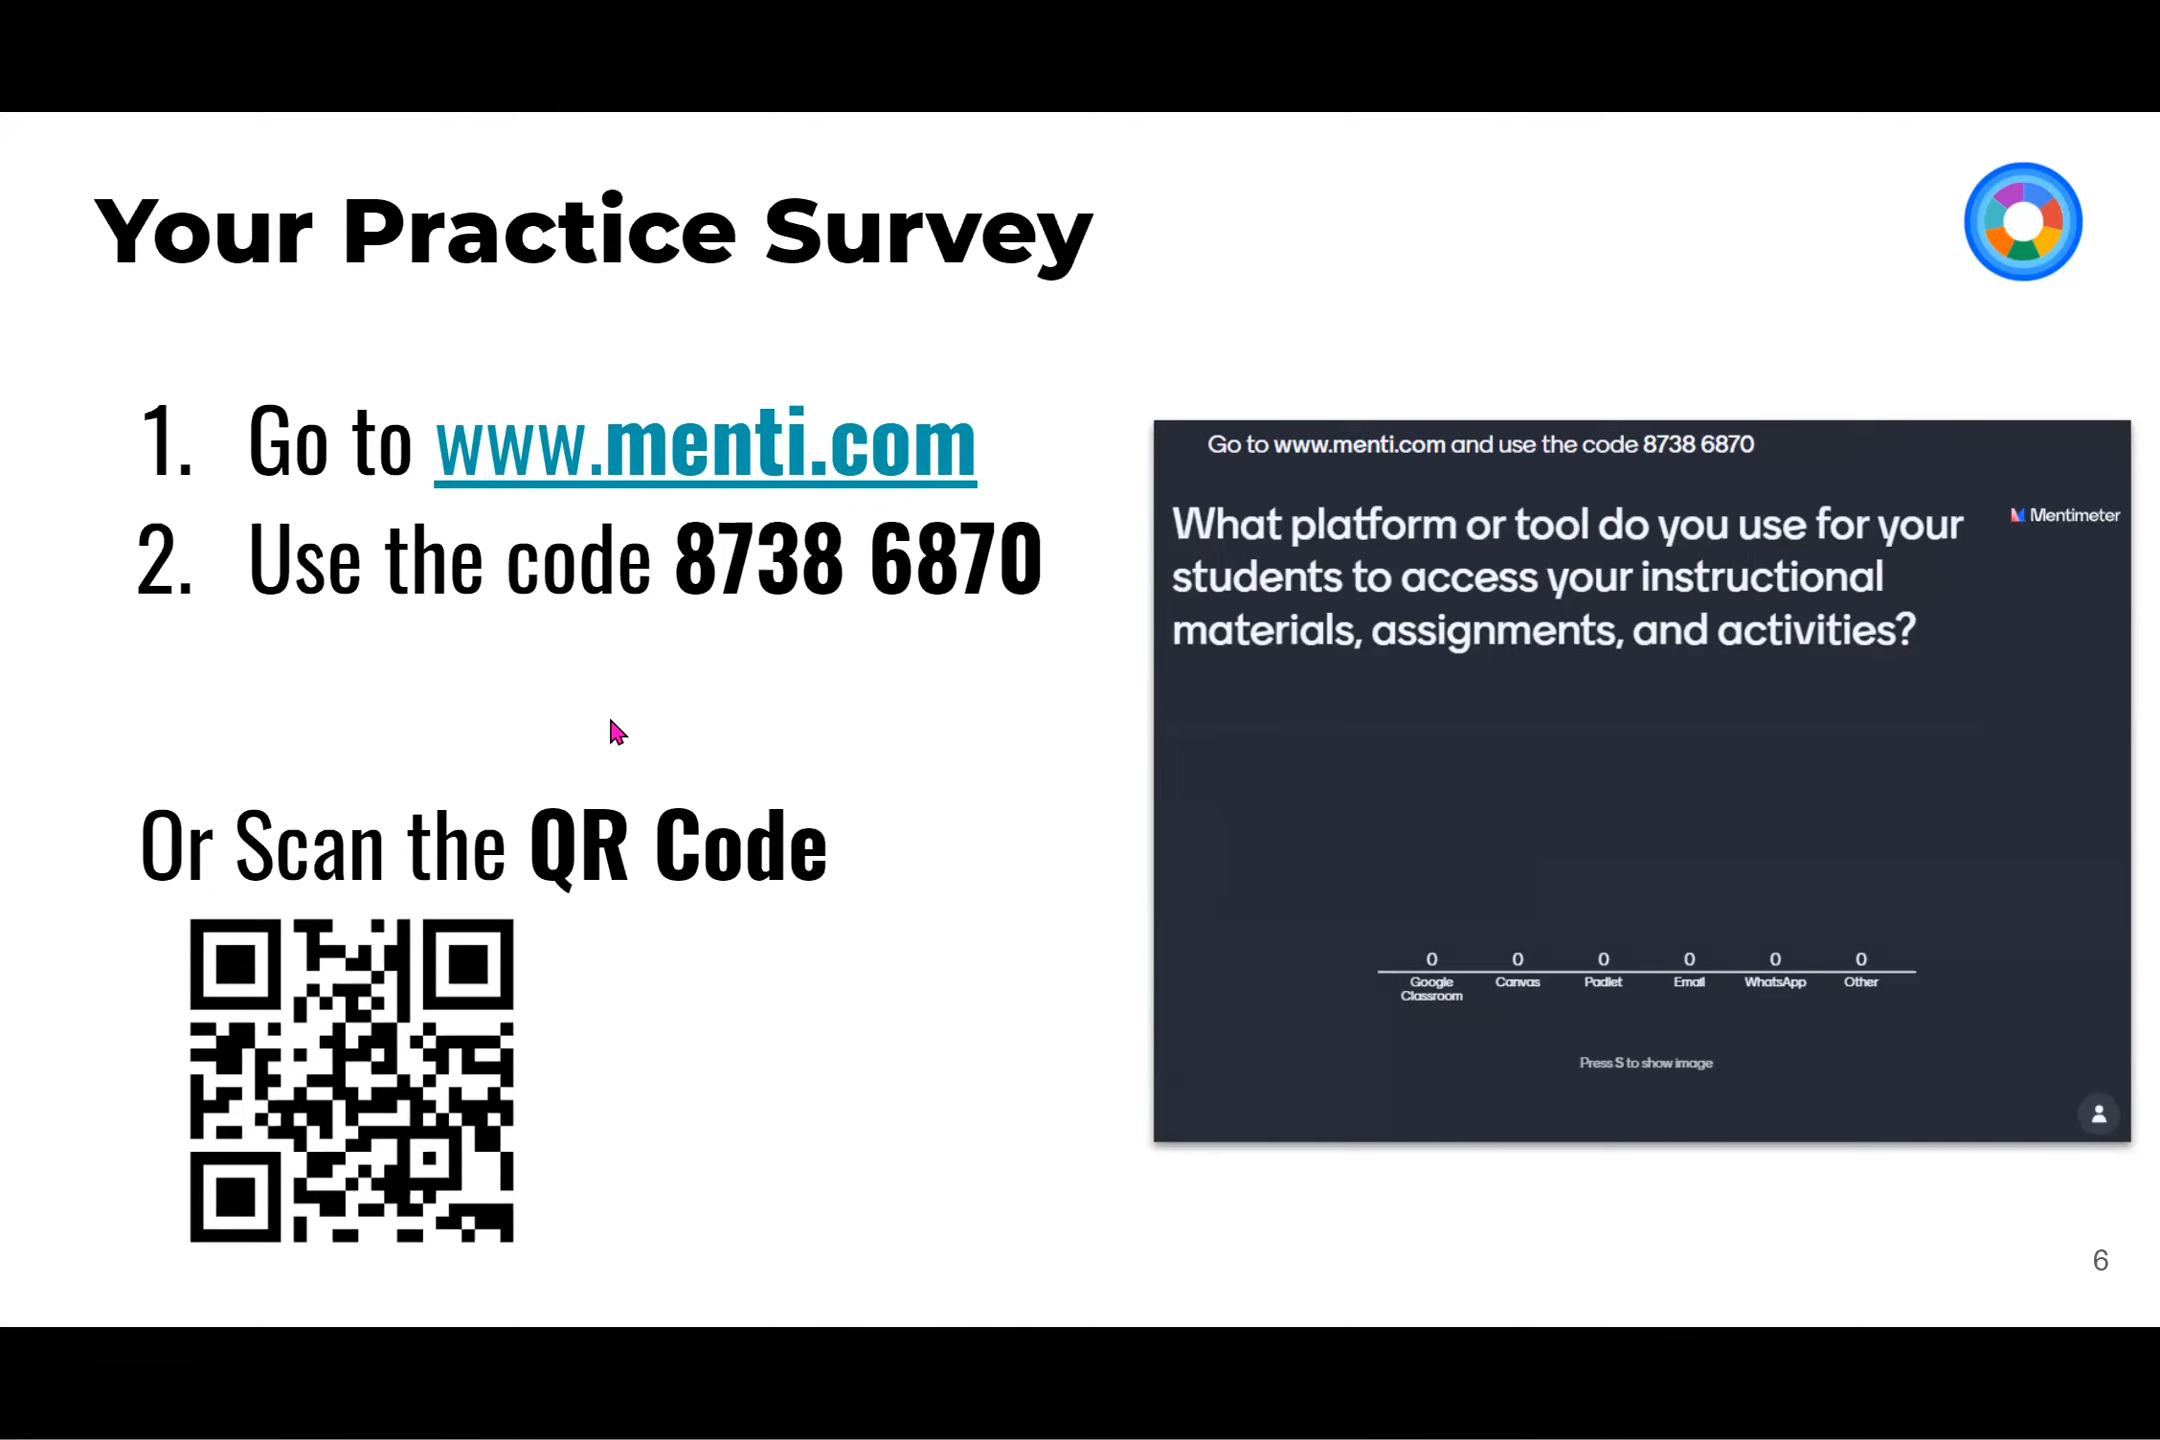 Your Practice Survey
1. Go to www.menti.com
2. Use the code 8738 6870
Or Scan the QR Code
Go to www.menti.com and use the code 8738 6870
What platform or tool do you use for your
students to access your instructional
materials, assignments, and activities?
Mentimeter
0 0 0 0 0 0
Google Classroom Canvas Padlet Email WhatsApp Other
Press S to show image
6